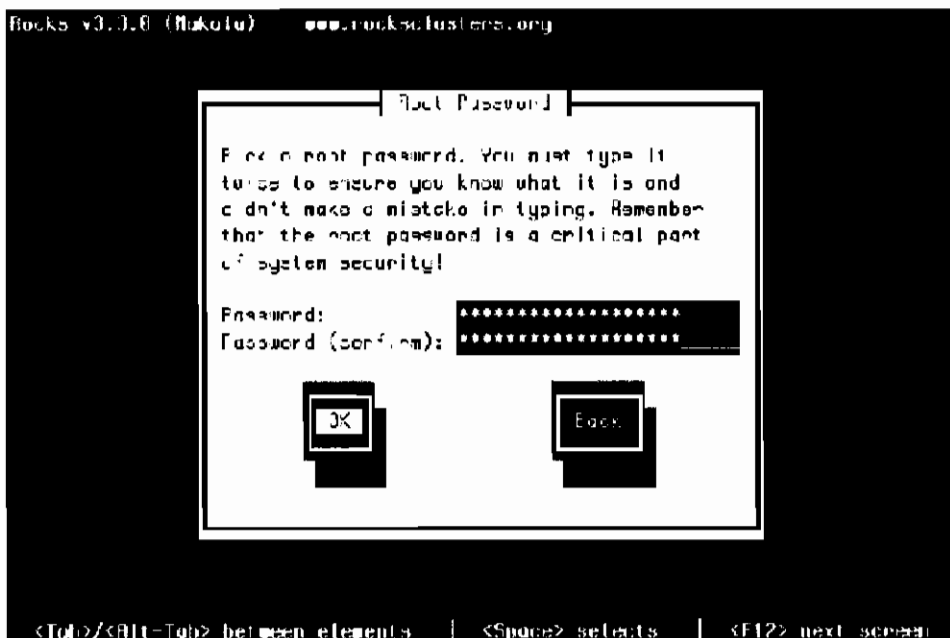 Rocks v3.3.0 (Makalu) www.rocksclusters.org
Root Password
Pick a root password. You must type it
twice to ensure you know what it is and
didn't make a mistake in typing. Remember
that the root password is a critical part
of system security!
Password: *******************
Password (confirm): *******************
OK Back
<Tab>/<Alt-Tab> between elements | <Space> selects | <F12> next screen